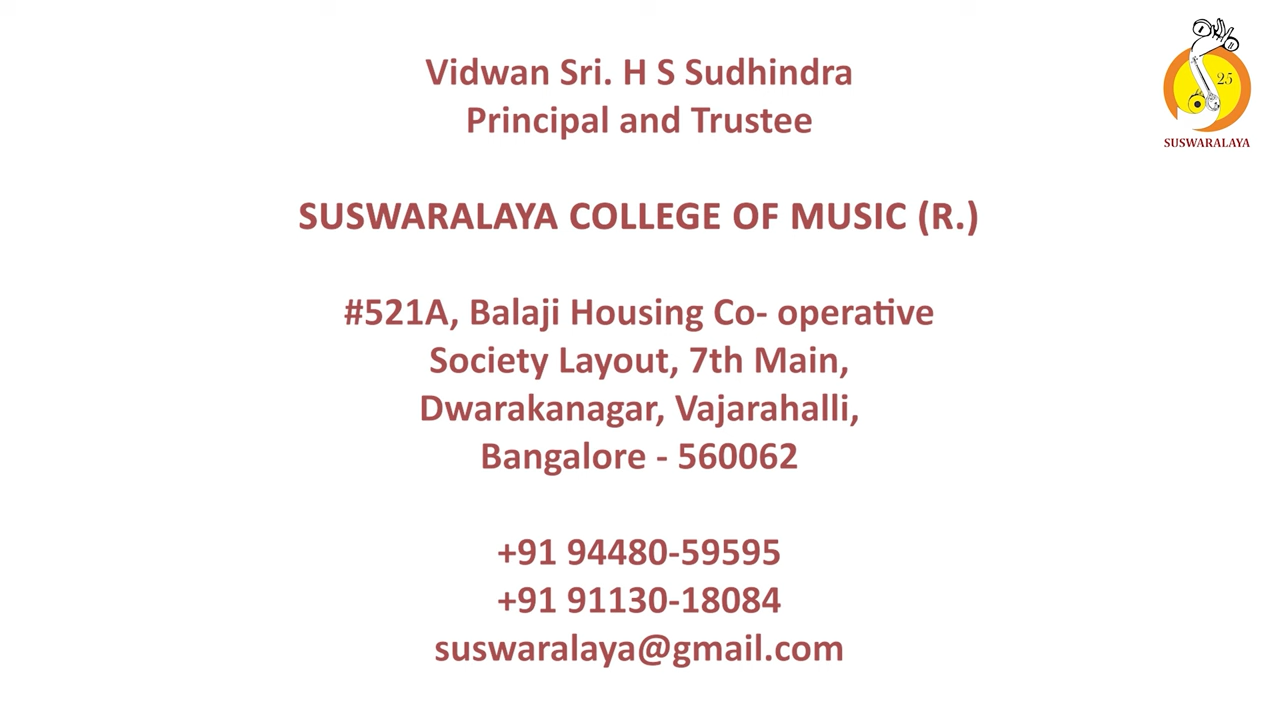 Vidwan Sri. H S Sudhindra
Principal and Trustee
SUSWARALAYA COLLEGE OF MUSIC (R.)
#521A, Balaji Housing Co- operative
Society Layout, 7th Main,
Dwarakanagar, Vajarahalli,
Bangalore - 560062
+91 94480-59595
+91 91130-18084
suswaralaya@gmail.com
25
SUSWARALAYA